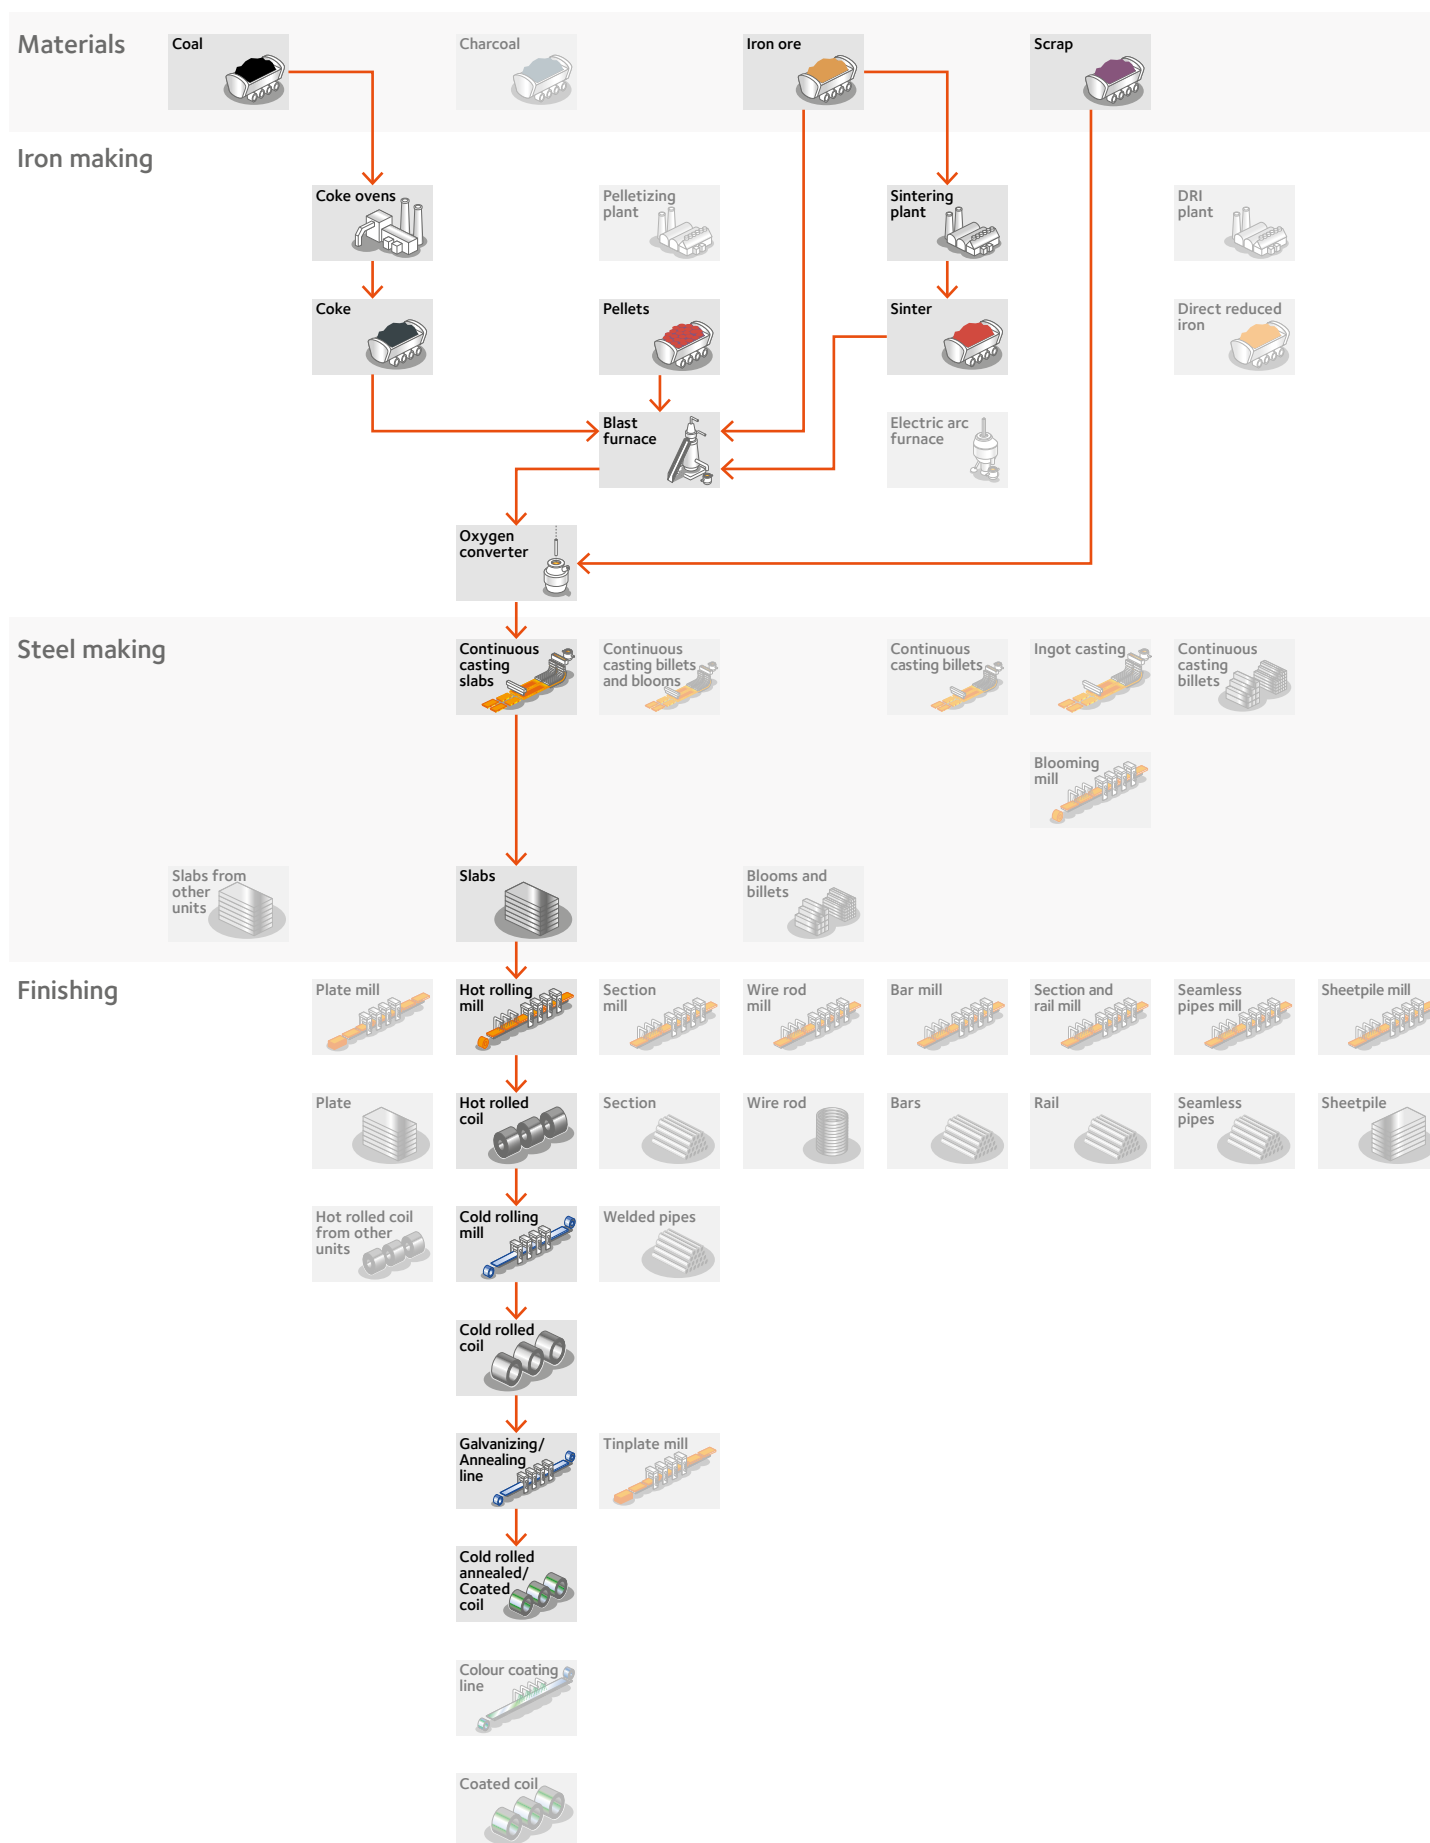 Materials
Coal
Charcoal
Iron ore
Scrap
Iron making
Coke ovens
Pelletizing
plant
Sintering
plant
DRI
plant
Coke
Pellets
Sinter
Direct reduced
iron
Blast
furnace
Electric arc
furnace
Oxygen
converter
Steel making
Continuous
casting
slabs
Continuous
casting billets
and blooms
Continuous
casting billets
Ingot casting
Continuous
casting
billets
Blooming
mill
Slabs from
other
units
Slabs
Blooms and
billets
Finishing
Plate mill
Hot rolling
mill
Section
mill
Wire rod
mill
Bar mill
Section and
rail mill
Seamless
pipes mill
Sheetpile mill
Plate
Hot rolled
coil
Section
Wire rod
Bars
Rail
Seamless
pipes
Sheetpile
Hot rolled coil
from other
units
Cold rolling
mill
Welded pipes
Cold rolled
coil
Galvanizing/
Annealing
line
Tinplate mill
Cold rolled
annealed/
Coated
coil
Colour coating
line
Coated coil